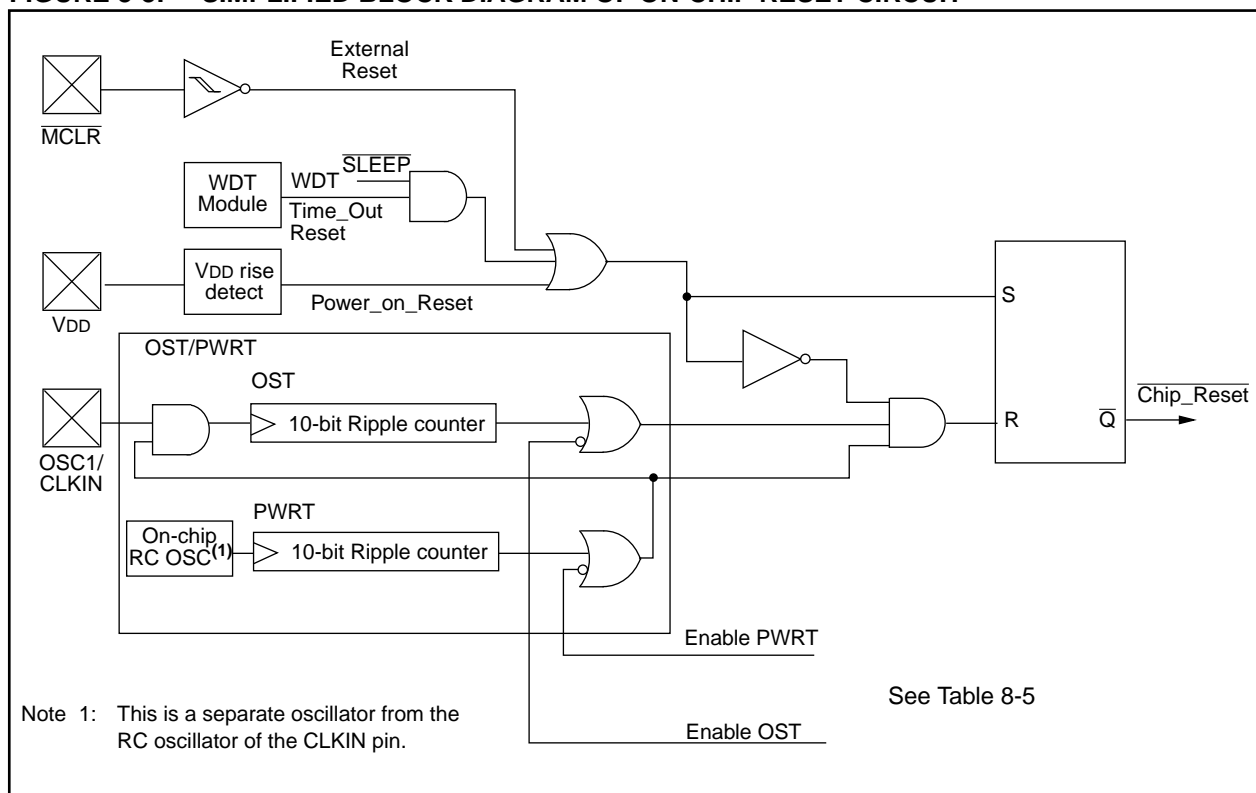 FIGURE SIMPLIFIED BLOCK DIAGRAM OF ON-CHIP RESET CIRCUIT
External
Reset
MCLR
SLEEP
WDT
Module
WDT
Time_Out
Reset
VDD rise
detect
Power_on_Reset
VDD
S
OST/PWRT
OST
10-bit Ripple counter
OSC1/
CLKIN
Chip_Reset
R
Q
PWRT
On-chip
RC OSC(1)
10-bit Ripple counter
Enable PWRT
See Table 8-5
Enable OST
Note 1: This is a separate oscillator from the
RC oscillator of the CLKIN pin.